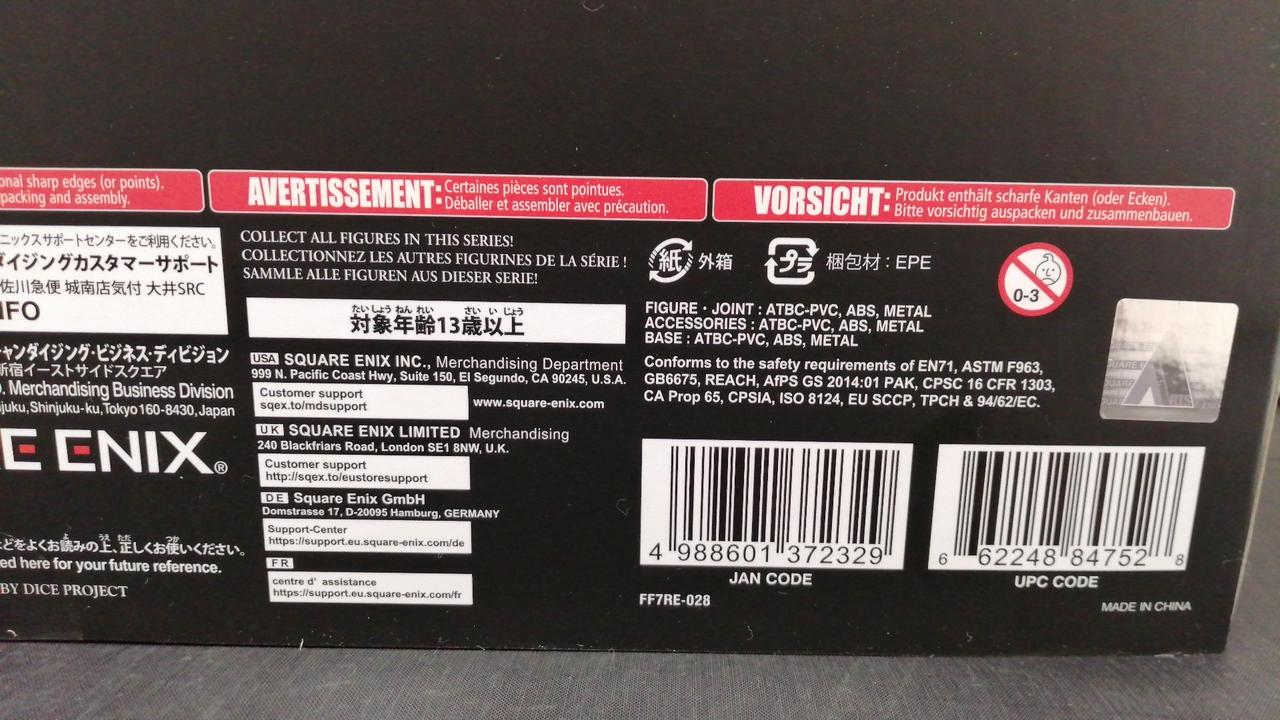 onal sharp edges (or points).
packing and assembly.
AVERTISSEMENT: Certaines pièces sont pointues.
Déballer et assembler avec précaution.
VORSICHT: Produkt enthält scharfe Kanten (oder Ecken).
Bitte vorsichtig auspacken und zusammenbauen.
ニックスサポートセンターをご利用ください。
ダイジングカスタマーサポート
佐川急便 城南店気付 大井SRC
NFO
ャンダイジング・ビジネス・ディビジョン
新宿イーストサイドスクエア
. Merchandising Business Division
juku, Shinjuku-ku, Tokyo 160-8430, Japan
E ENIX®
どをよくお読みの上、正しくお使いください。
ed here for your future reference.
BY DICE PROJECT
COLLECT ALL FIGURES IN THIS SERIES!
COLLECTIONNEZ LES AUTRES FIGURINES DE LA SÉRIE !
SAMMLE ALLE FIGUREN AUS DIESER SERIE!
たいしょう ねん れい さい い じょう
対象年齢13歳以上
USA SQUARE ENIX INC., Merchandising Department
999 N. Pacific Coast Hwy, Suite 150, El Segundo, CA 90245, U.S.A.
Customer support
sqex.to/mdsupport
www.square-enix.com
UK SQUARE ENIX LIMITED Merchandising
240 Blackfriars Road, London SE1 8NW, U.K.
Customer support
http://sqex.to/eustoresupport
DE Square Enix GmbH
Domstrasse 17, D-20095 Hamburg, GERMANY
Support-Center
https://support.eu.square-enix.com/de
FR
centre d' assistance
https://support.eu.square-enix.com/fr
紙 外箱
プラ 梱包材：EPE
0-3
FIGURE・JOINT : ATBC-PVC, ABS, METAL
ACCESSORIES : ATBC-PVC, ABS, METAL
BASE : ATBC-PVC, ABS, METAL
Conforms to the safety requirements of EN71, ASTM F963,
GB6675, REACH, AfPS GS 2014:01 PAK, CPSC 16 CFR 1303,
CA Prop 65, CPSIA, ISO 8124, EU SCCP, TPCH & 94/62/EC.
4 988601 372329
JAN CODE
6 62248 84752 8
UPC CODE
FF7RE-028
MADE IN CHINA